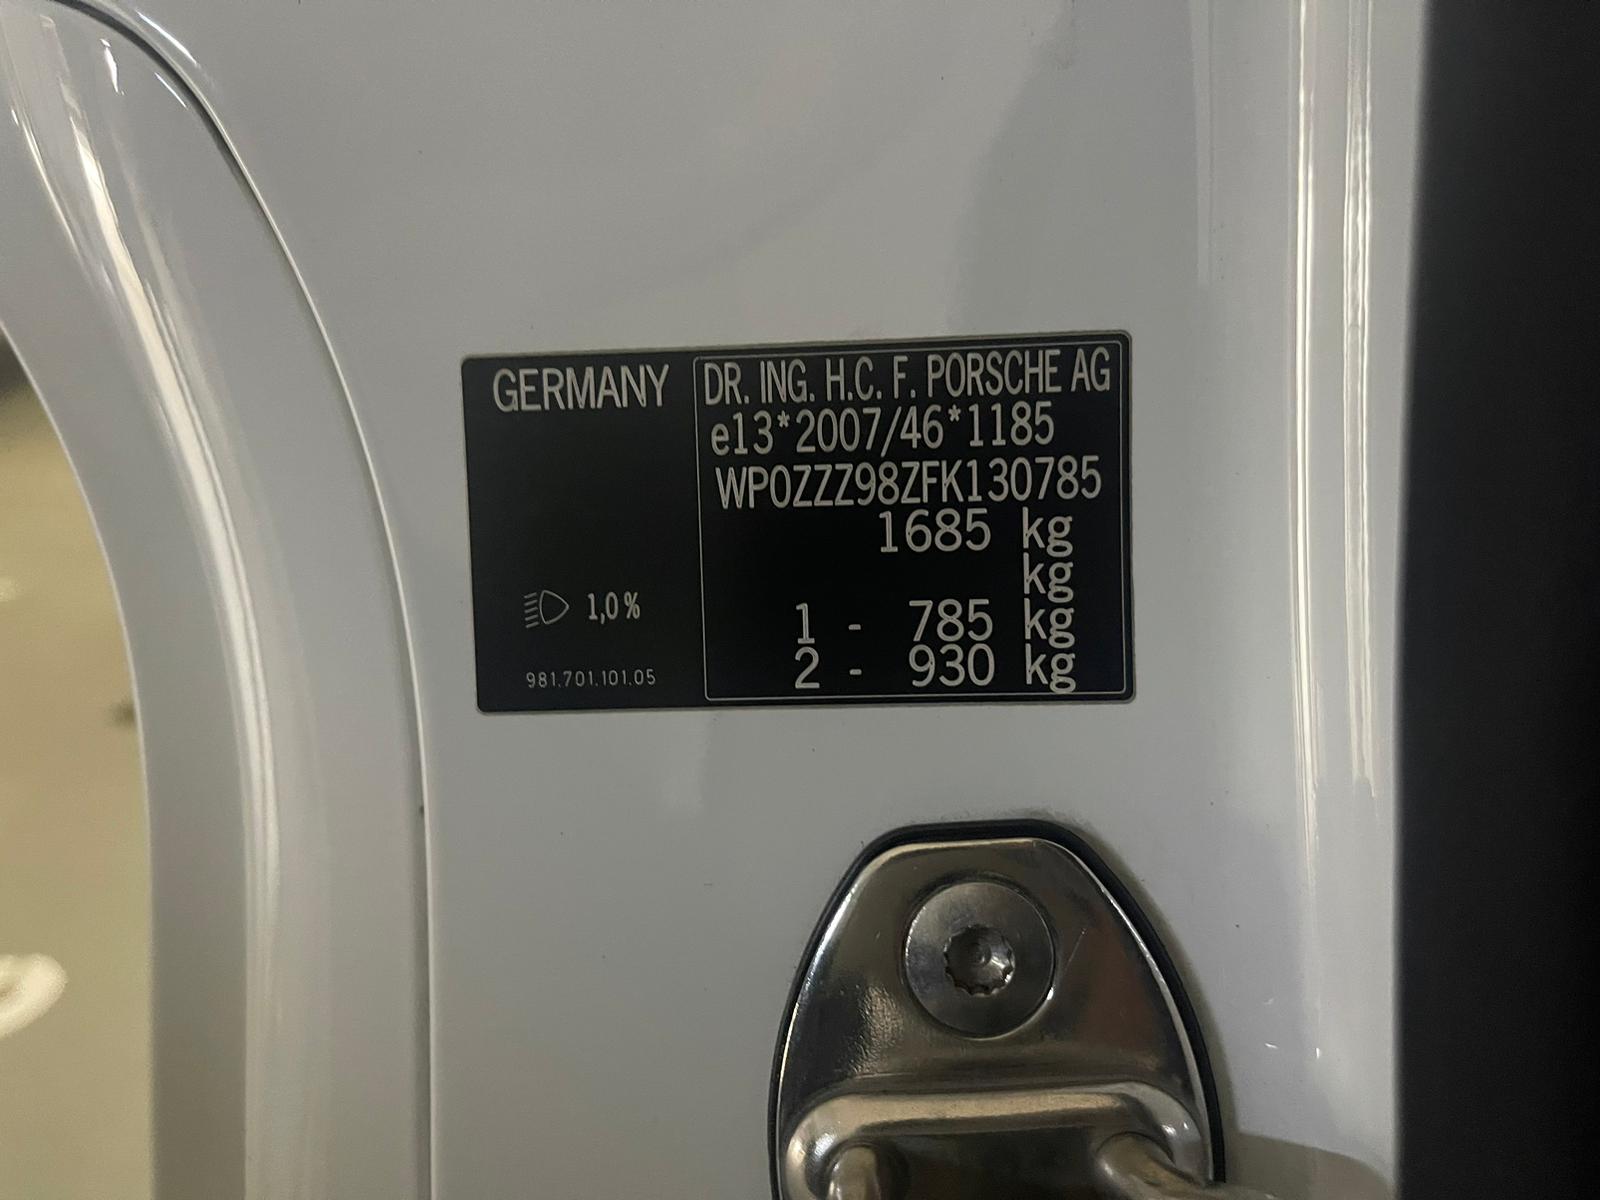 GERMANY
DR. ING. H.C. F. PORSCHE AG
e13*2007/46*1185
WP0ZZZ98ZFK130785
1685 kg
kg
1 - 785 kg
2 - 930 kg
1,0 %
981.701.101.05